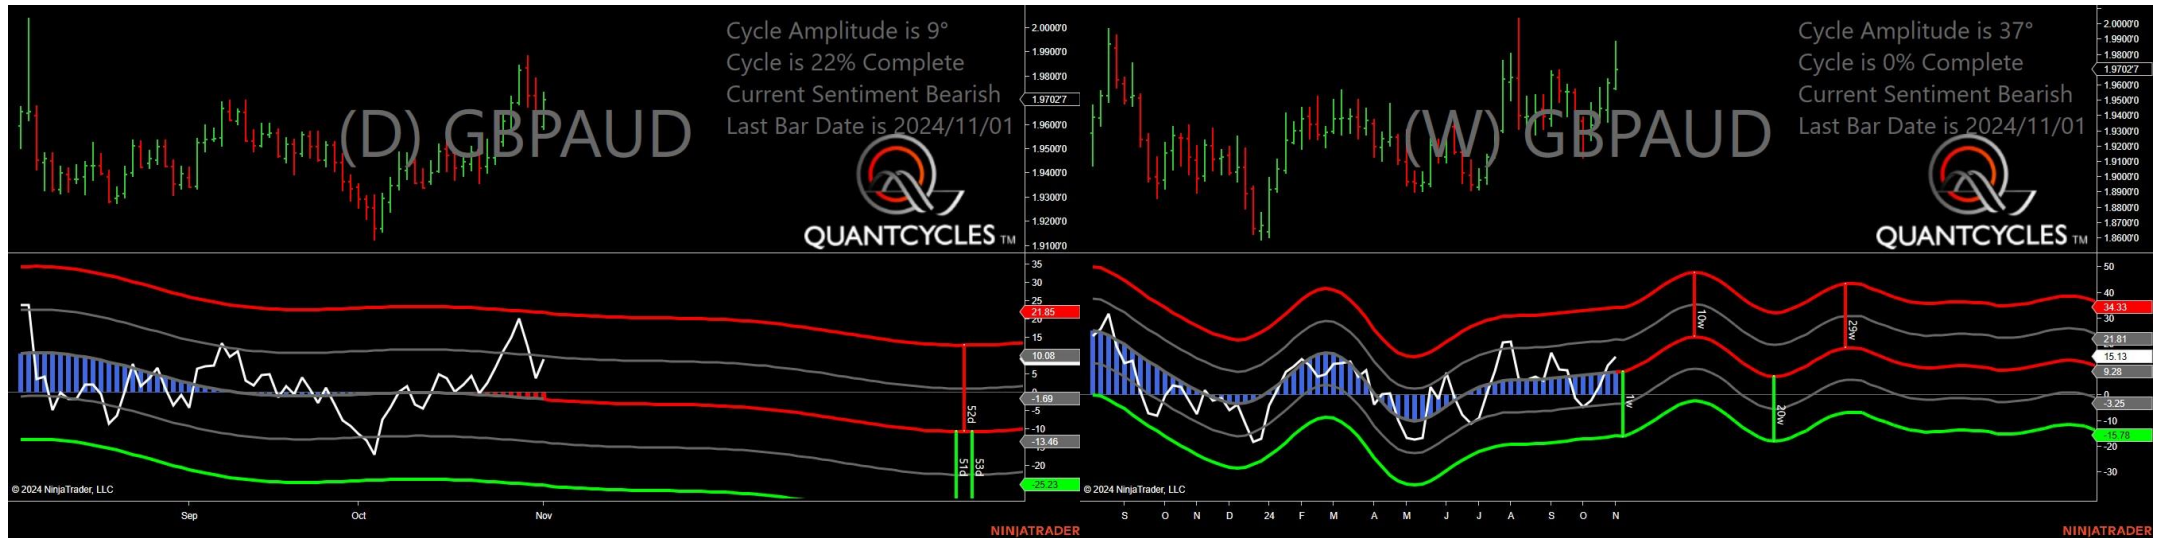 Cycle Amplitude is 9°
Cycle is 22% Complete
Current Sentiment Bearish
Last Bar Date is 2024/11/01
(D) GBPAUD
QUANTCYCLES TM
2.0000'0
1.9900'0
1.9800'0
1.9702'7
1.9600'0
1.9500'0
1.9400'0
1.9300'0
1.9200'0
1.9100'0
35
30
25
21.85
20
15
10.08
5
0
-1.69
-5
-10
-13.46
-20
-25.23
52d
51d
53d
© 2024 NinjaTrader, LLC
Sep
Oct
Nov
NINJATRADER
Cycle Amplitude is 37°
Cycle is 0% Complete
Current Sentiment Bearish
Last Bar Date is 2024/11/01
(W) GBPAUD
QUANTCYCLES TM
2.0000'0
1.9900'0
1.9800'0
1.9702'7
1.9600'0
1.9500'0
1.9400'0
1.9300'0
1.9200'0
1.9100'0
1.9000'0
1.8900'0
1.8800'0
1.8700'0
1.8600'0
50
40
34.33
30
21.81
15.13
9.28
0
-3.25
-10
-15.78
-20
-30
1w
10w
20w
29w
© 2024 NinjaTrader, LLC
S
O
N
D
24
F
M
A
M
J
J
A
S
O
N
NINJATRADER